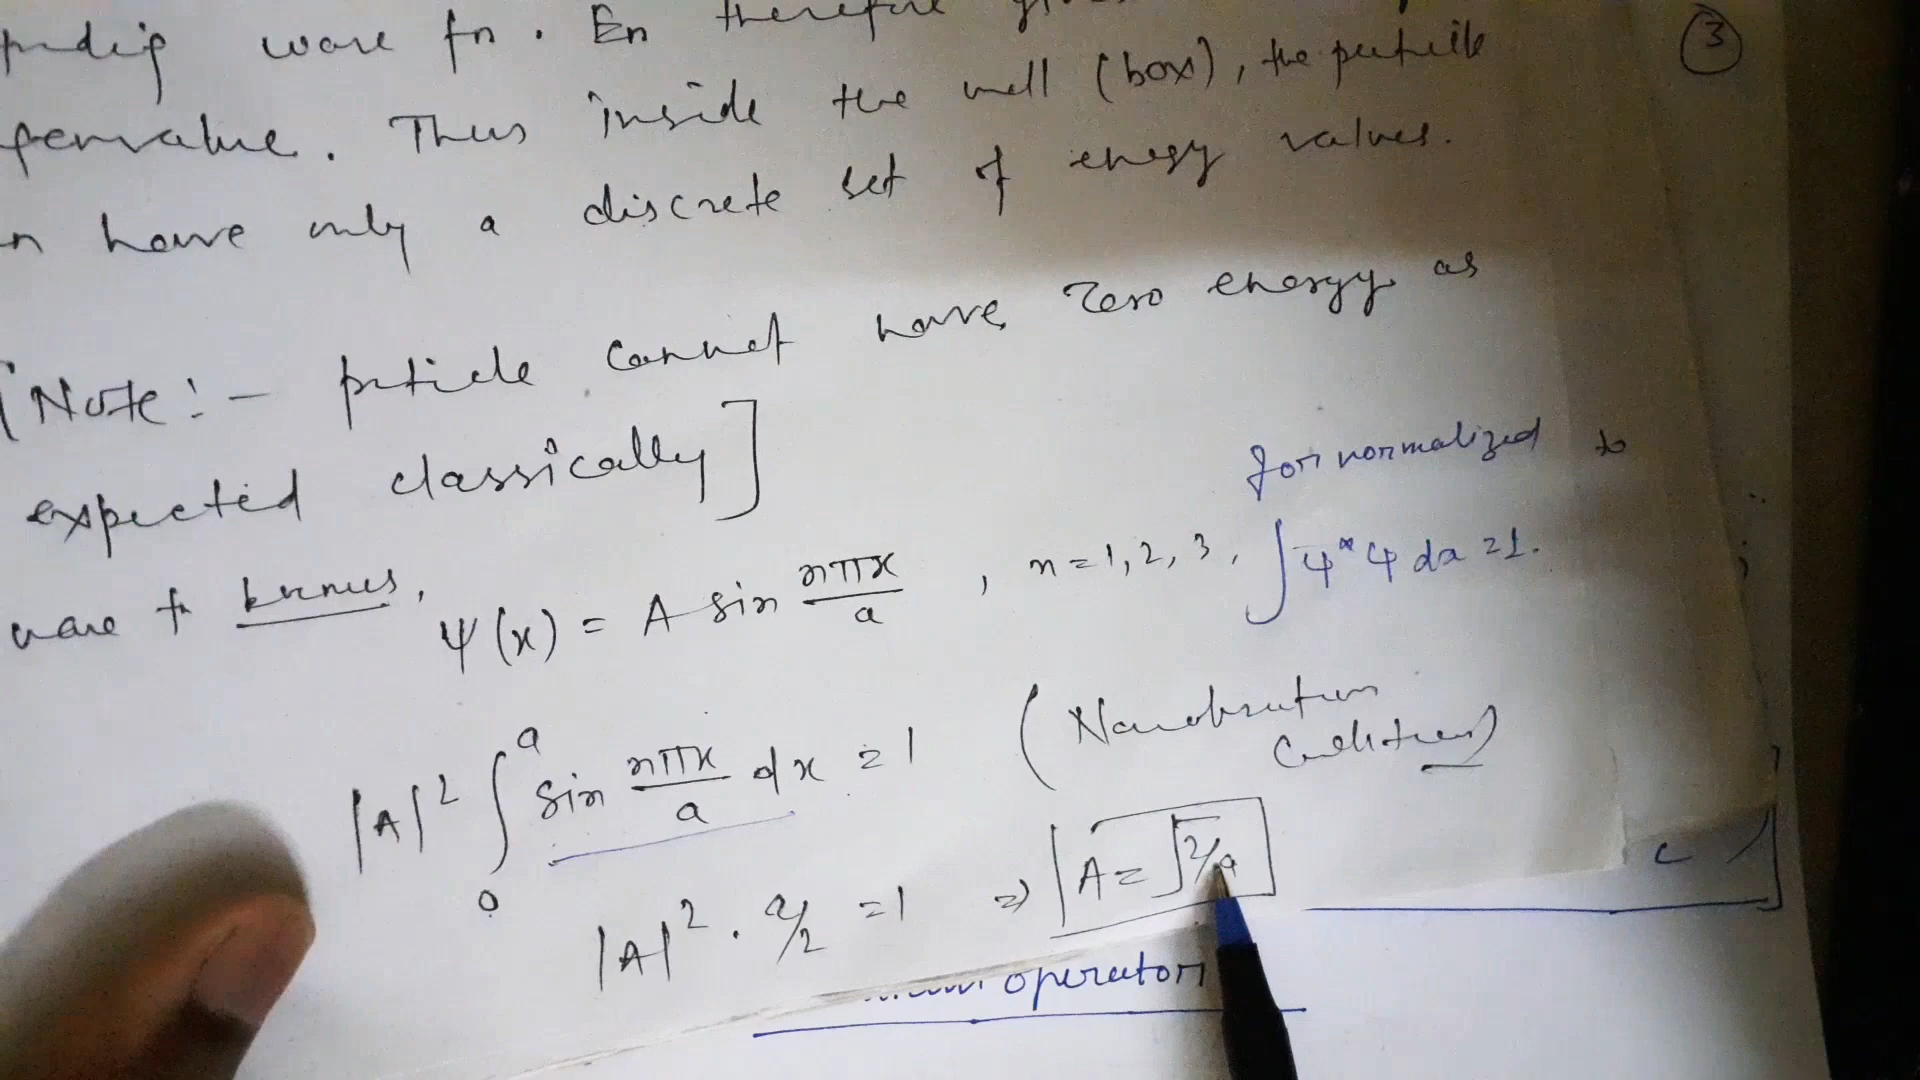 wave fn. En therefore
Thus inside the well (box), the particle
n have only a discrete set of energy values.
[Note:- particle cannot have zero energy as
expected classically]
for normalized to
wave fn
ψ(x) = A sin nπx/a , n=1,2,3, ∫ψ*ψ dx =1.
|A|² ∫₀ᵃ sin nπx/a dx =1 (Normalization Condition)
|A|² . a/2 =1 ⇒ A = √2/a
operator
3